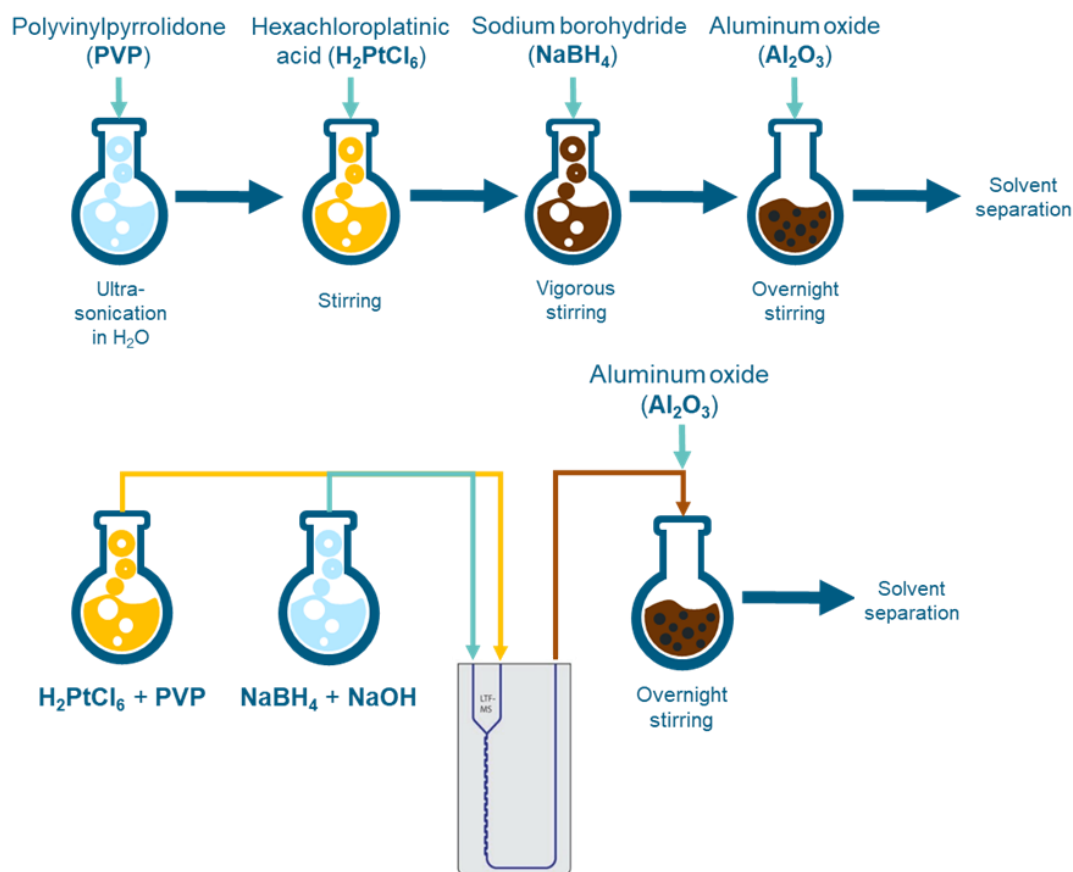 Polyvinylpyrrolidone
(PVP)
Hexachloroplatinic
acid (H₂PtCl₆)
Sodium borohydride
(NaBH₄)
Aluminum oxide
(Al₂O₃)
Ultra-
sonication
in H₂O
Stirring
Vigorous
stirring
Overnight
stirring
Solvent
separation
Aluminum oxide
(Al₂O₃)
H₂PtCl₆ + PVP
NaBH₄ + NaOH
LTF-
MS
Overnight
stirring
Solvent
separation